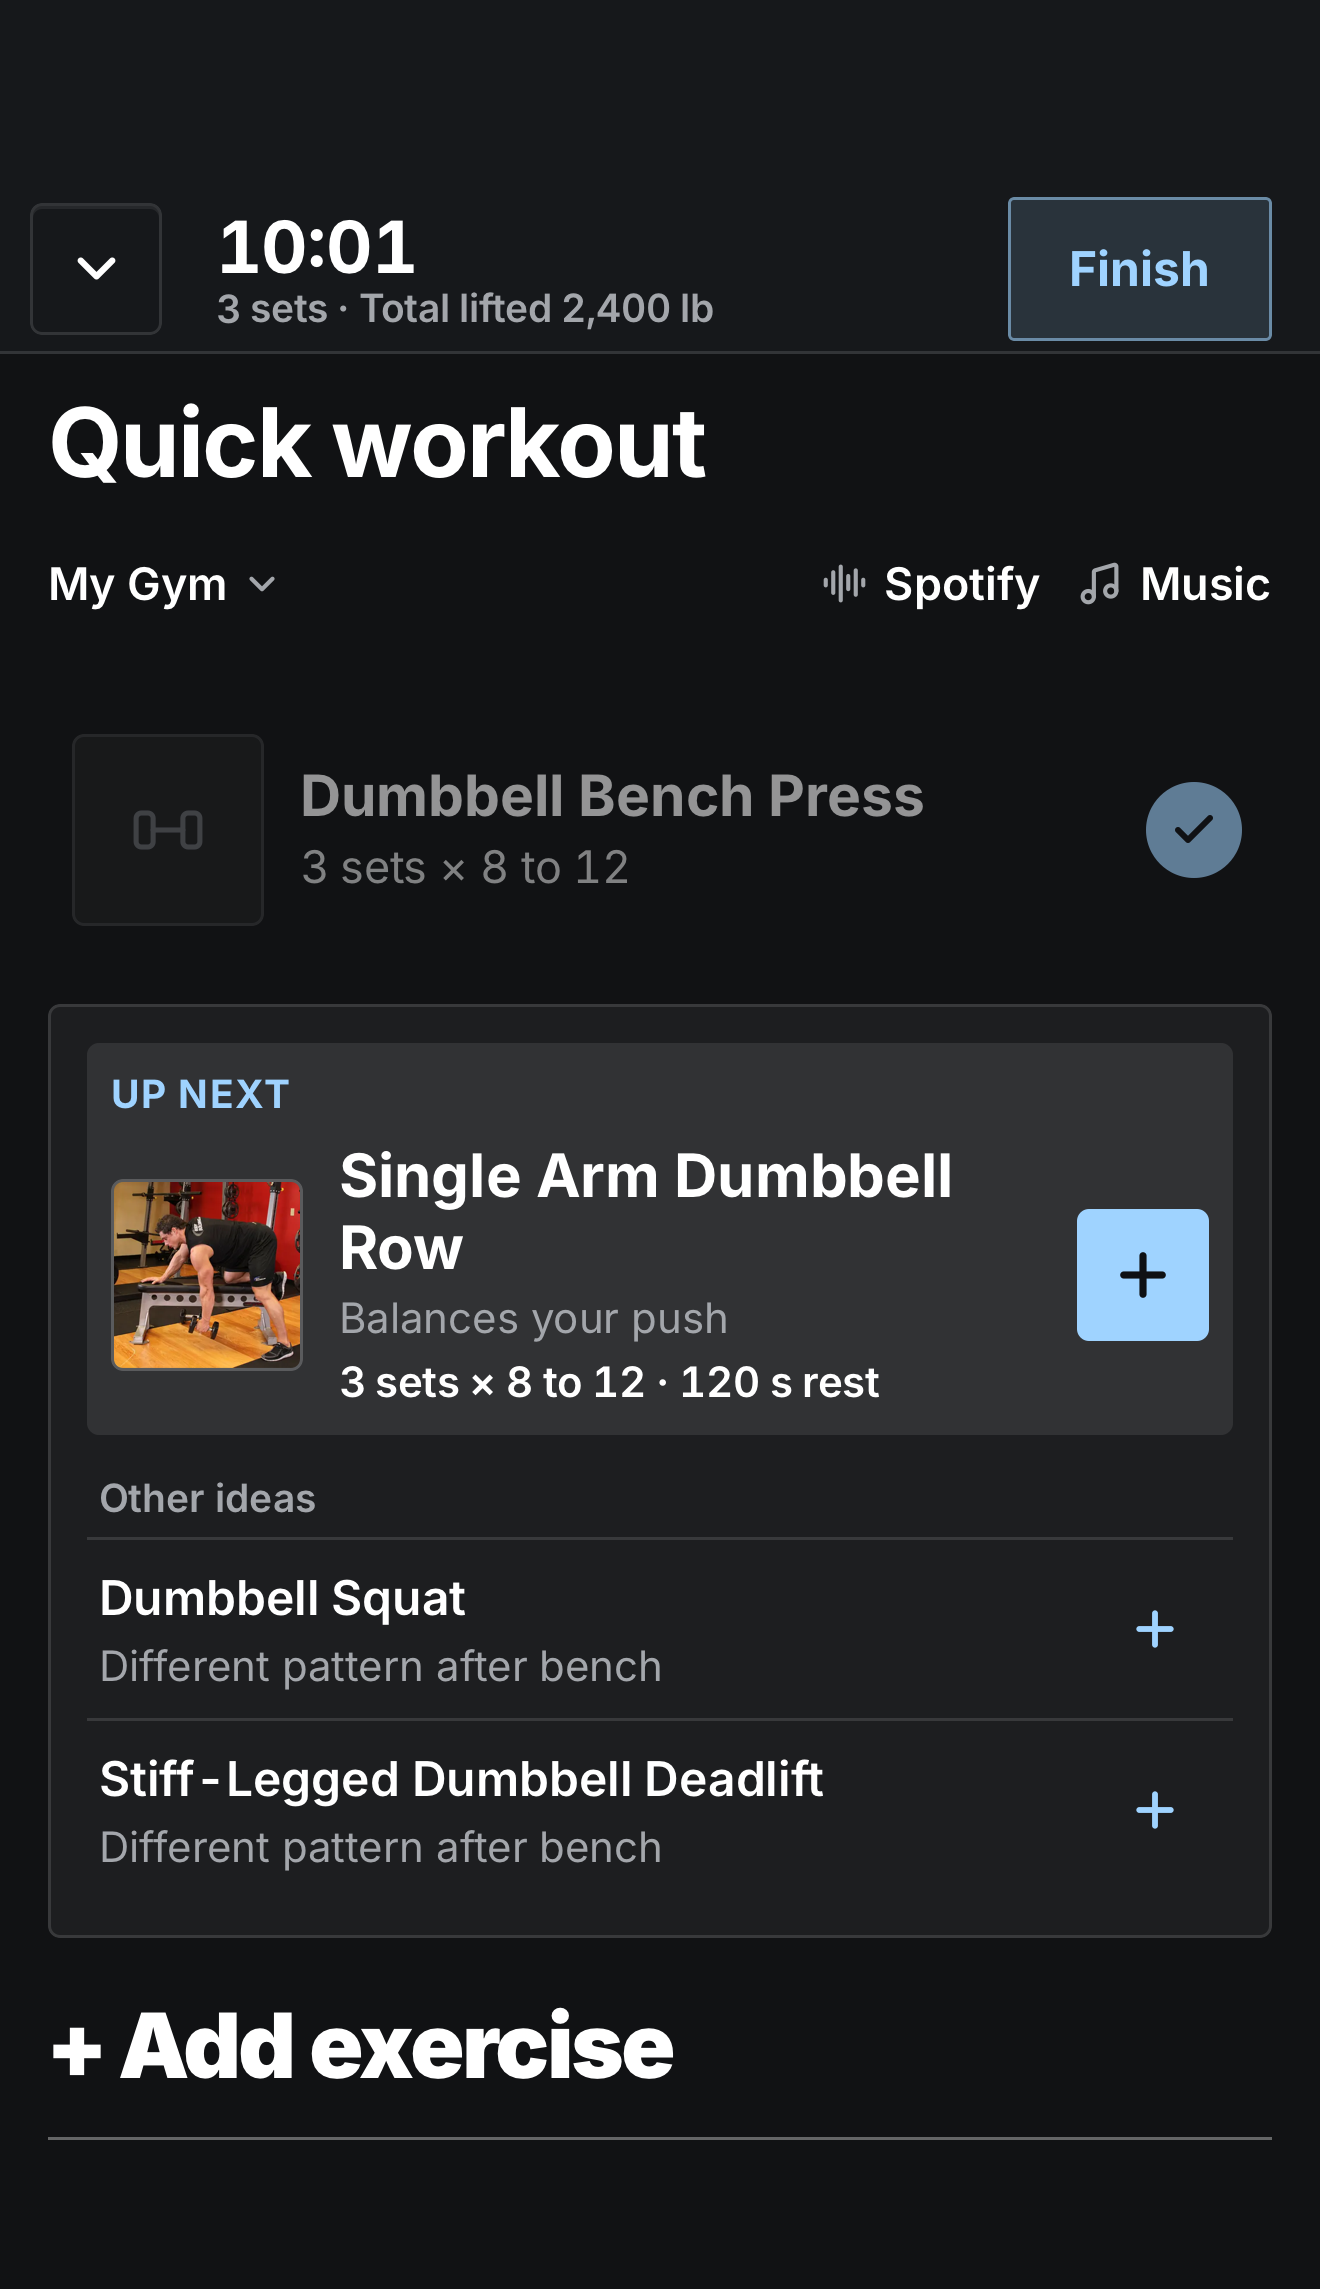 10:01
3 sets · Total lifted 2,400 lb
Finish
Quick workout
My Gym
Spotify
Music
Dumbbell Bench Press
3 sets × 8 to 12
UP NEXT
Single Arm Dumbbell
Row
Balances your push
3 sets × 8 to 12 · 120 s rest
Other ideas
Dumbbell Squat
Different pattern after bench
Stiff-Legged Dumbbell Deadlift
Different pattern after bench
+ Add exercise